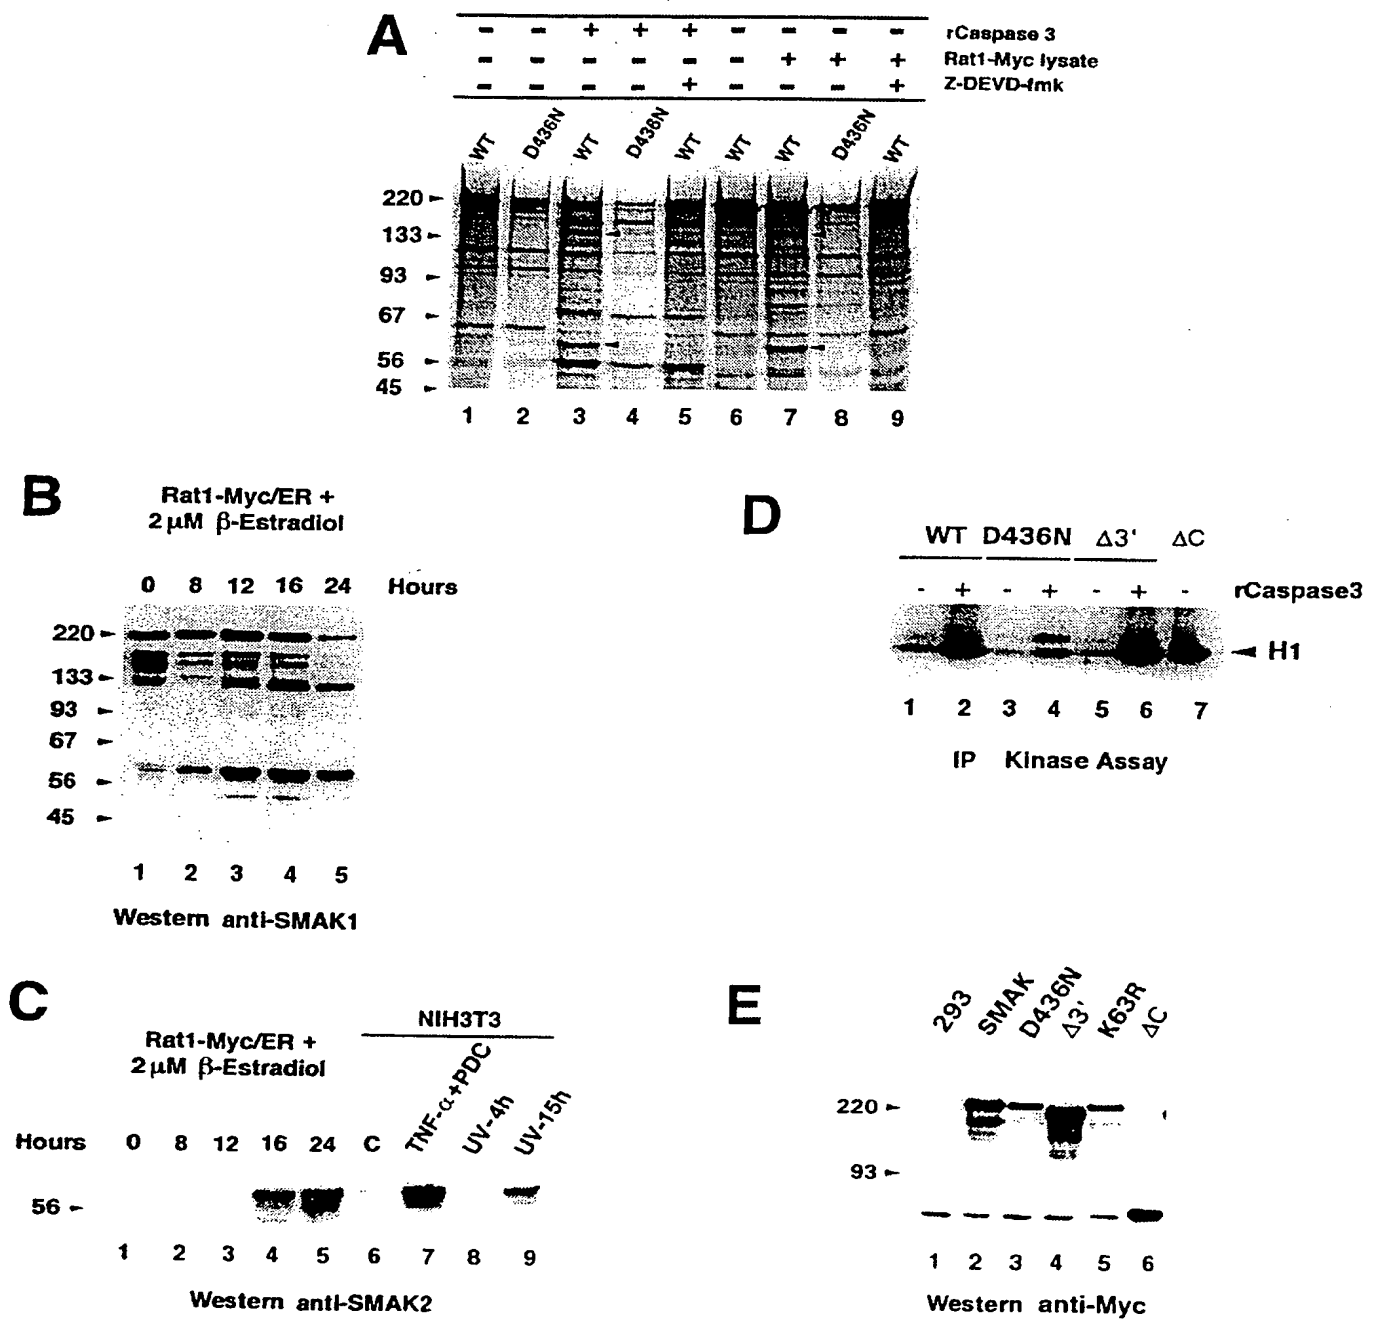 A
- - + + + - - - - rCaspase 3
- - - - - - + + + Rat1-Myc lysate
- - - - + - - - + Z-DEVD-fmk
WT D436N WT D436N WT WT WT D436N WT
220
133
93
67
56
45
1 2 3 4 5 6 7 8 9
B
Rat1-Myc/ER +
2 µM β-Estradiol
0 8 12 16 24 Hours
220
133
93
67
56
45
1 2 3 4 5
Western anti-SMAK1
D
WT D436N Δ3' ΔC
- + - + - + - rCaspase3
H1
1 2 3 4 5 6 7
IP Kinase Assay
C
Rat1-Myc/ER +
2 µM β-Estradiol
NIH3T3
Hours 0 8 12 16 24 C TNF-α+PDC UV-4h UV-15h
56
1 2 3 4 5 6 7 8 9
Western anti-SMAK2
E
293 SMAK D436N Δ3' K63R ΔC
220
93
1 2 3 4 5 6
Western anti-Myc